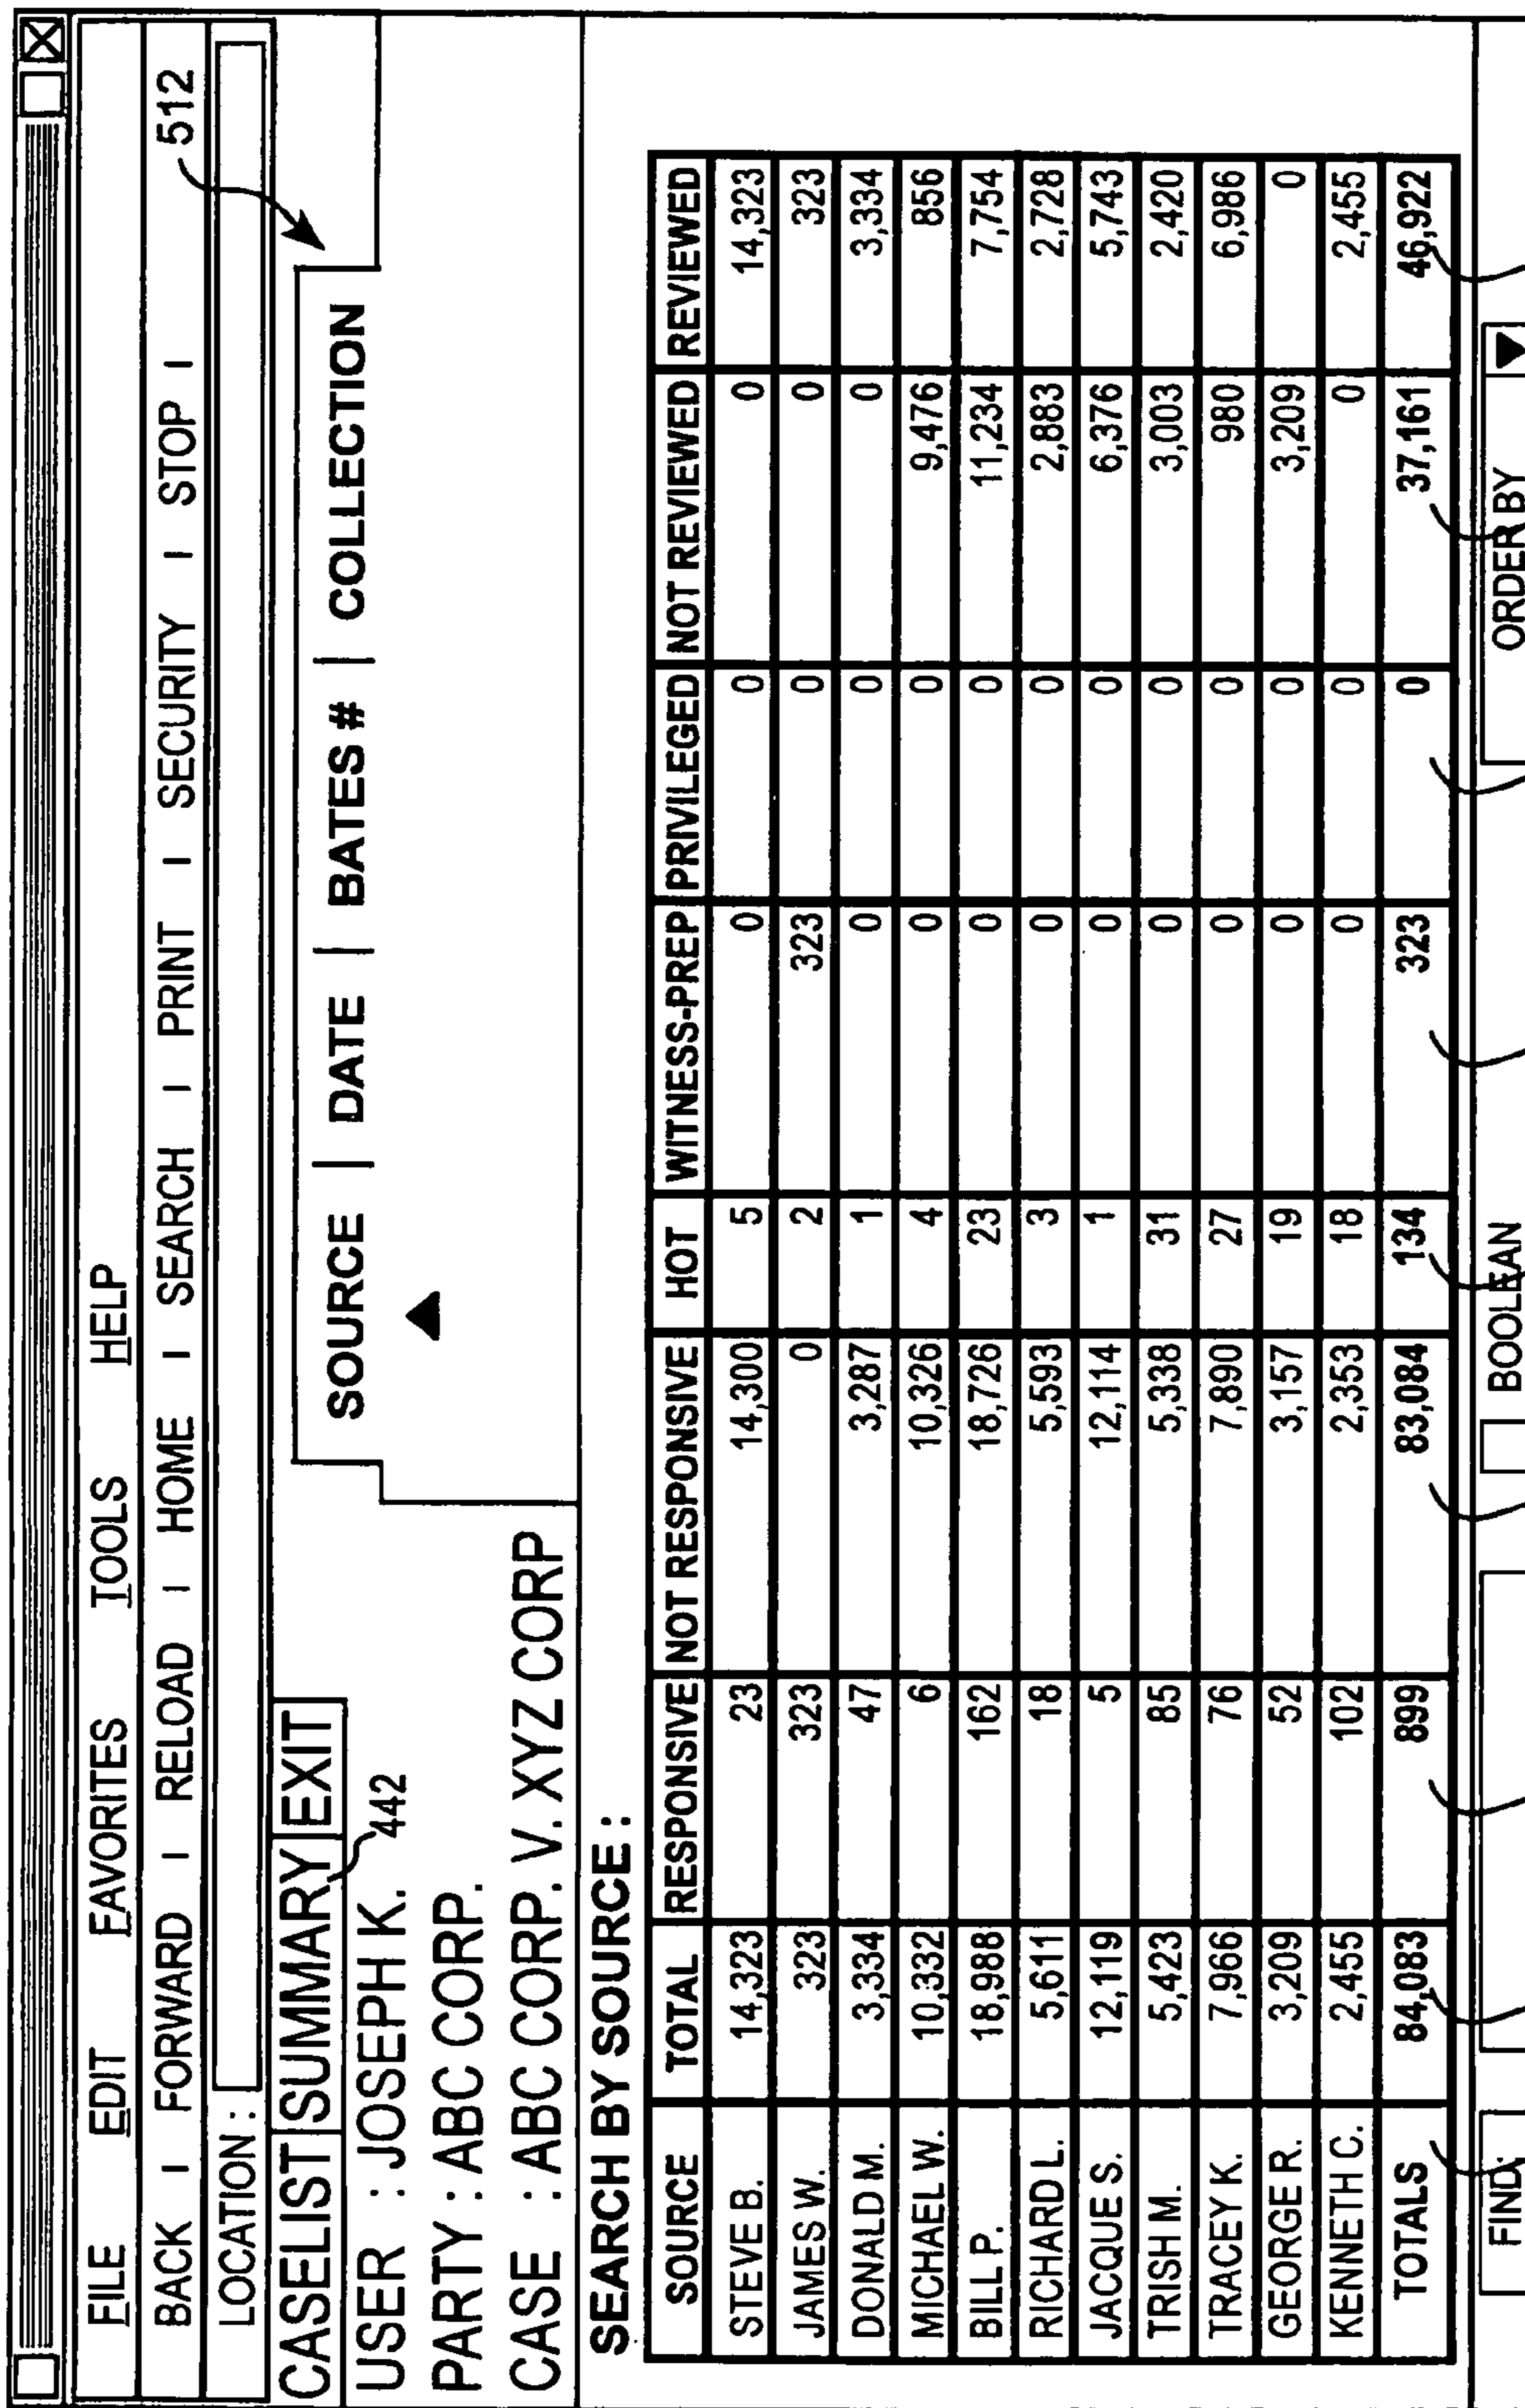 FILE EDIT FAVORITES TOOLS HELP
BACK | FORWARD | RELOAD | HOME | SEARCH | PRINT | SECURITY | STOP |
512
LOCATION :
CASELIST SUMMARY EXIT
442
SOURCE | DATE | BATES # | COLLECTION
USER : JOSEPH K.
PARTY : ABC CORP.
CASE : ABC CORP. V. XYZ CORP
SEARCH BY SOURCE :
SOURCE TOTAL RESPONSIVE NOT RESPONSIVE HOT WITNESS-PREP PRIVILEGED NOT REVIEWED REVIEWED
STEVE B. 14,323 23 14,300 5 0 0 0 14,323
JAMES W. 323 323 0 2 323 0 0 323
DONALD M. 3,334 47 3,287 1 0 0 0 3,334
MICHAEL W. 10,332 6 10,326 4 0 0 9,476 856
BILL P. 18,988 162 18,726 23 0 0 11,234 7,754
RICHARD L. 5,611 18 5,593 3 0 0 2,883 2,728
JACQUE S. 12,119 5 12,114 1 0 0 6,376 5,743
TRISH M. 5,423 85 5,338 31 0 0 3,003 2,420
TRACEY K. 7,966 76 7,890 27 0 0 980 6,986
GEORGE R. 3,209 52 3,157 19 0 0 3,209 0
KENNETH C. 2,455 102 2,353 18 0 0 0 2,455
TOTALS 84,083 899 83,084 134 323 0 37,161 46,922
FIND: BOOLEAN ORDER BY